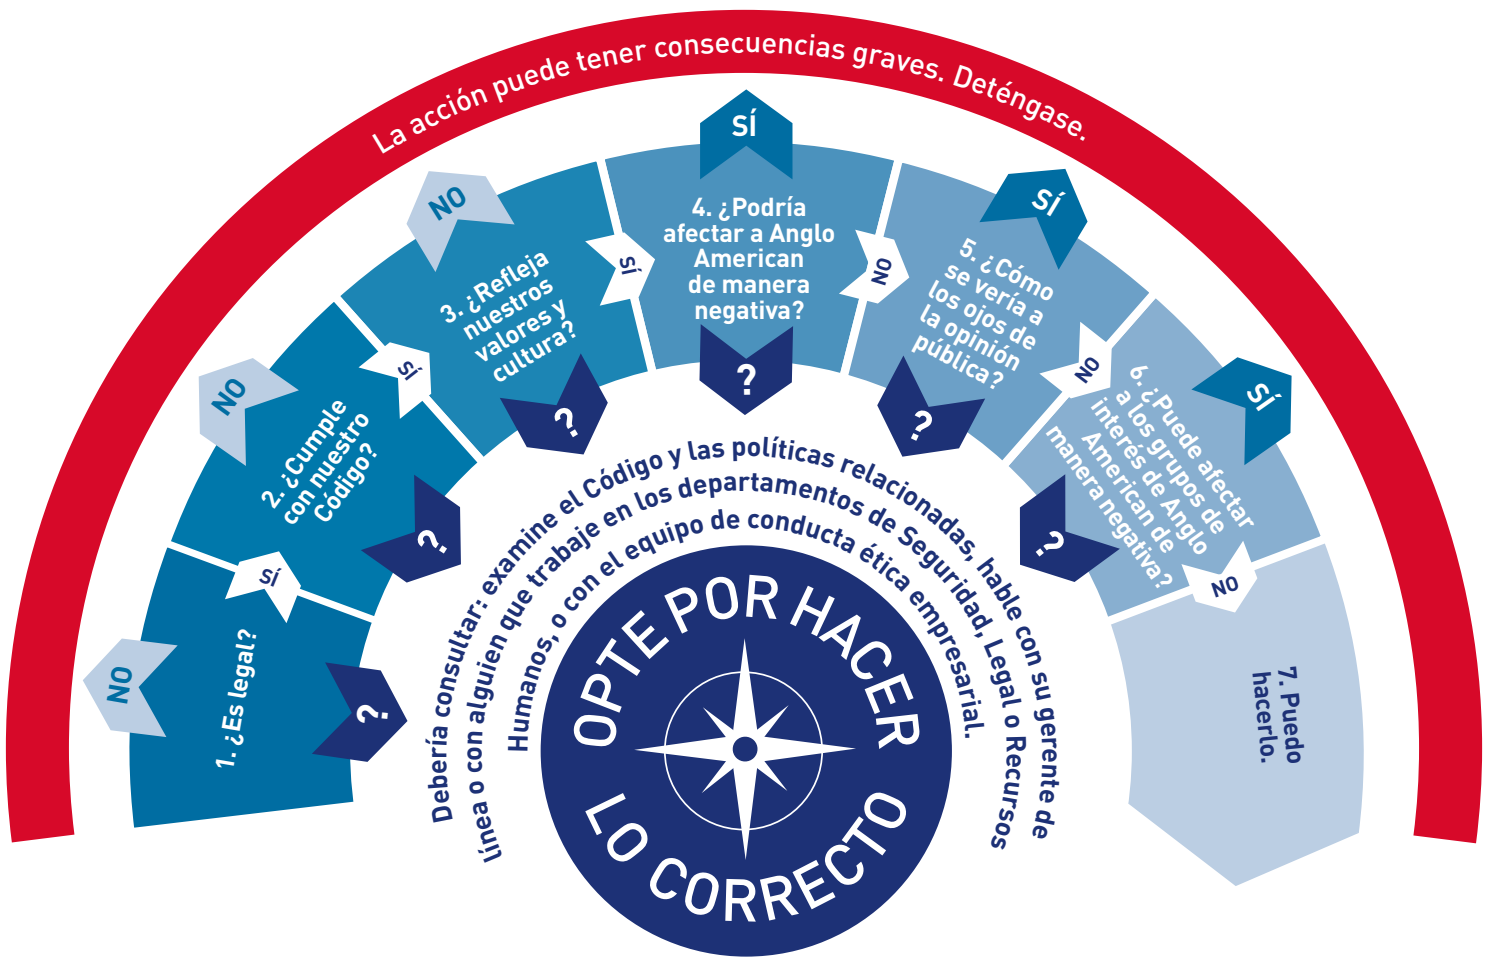 La acción puede tener consecuencias graves. Deténgase.
NO
1. ¿Es legal?
?
SÍ
NO
2. ¿Cumple
con nuestro
Código?
?
SÍ
NO
3. ¿Refleja
nuestros
valores y
cultura?
?
SÍ
SÍ
4. ¿Podría
afectar a Anglo
American
de manera
negativa?
?
NO
SÍ
5. ¿Cómo
se vería a
los ojos de
la opinión
pública?
?
NO
SÍ
6. ¿Puede afectar
a los grupos de
interés de Anglo
American de
manera negativa?
?
NO
7. Puedo
hacerlo.
Debería consultar: examine el Código y las políticas relacionadas, hable con su gerente de
línea o con alguien que trabaje en los departamentos de Seguridad, Legal o Recursos
Humanos, o con el equipo de conducta ética empresarial.
OPTE POR HACER
LO CORRECTO